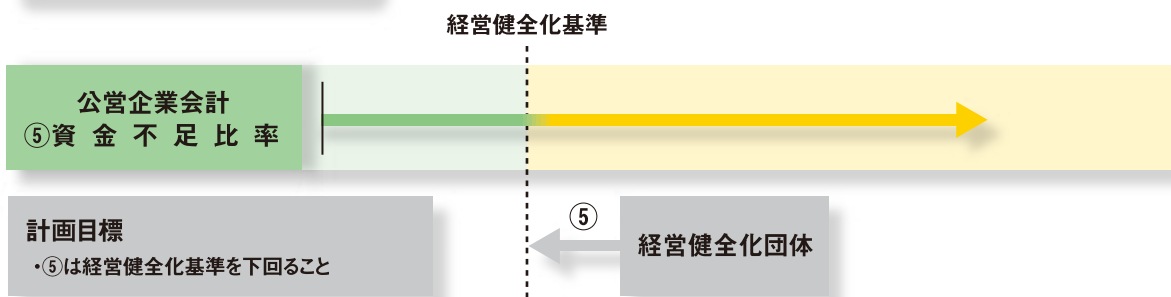 経営健全化基準
公営企業会計
⑤資金不足比率
計画目標
・⑤は経営健全化基準を下回ること
⑤
経営健全化団体